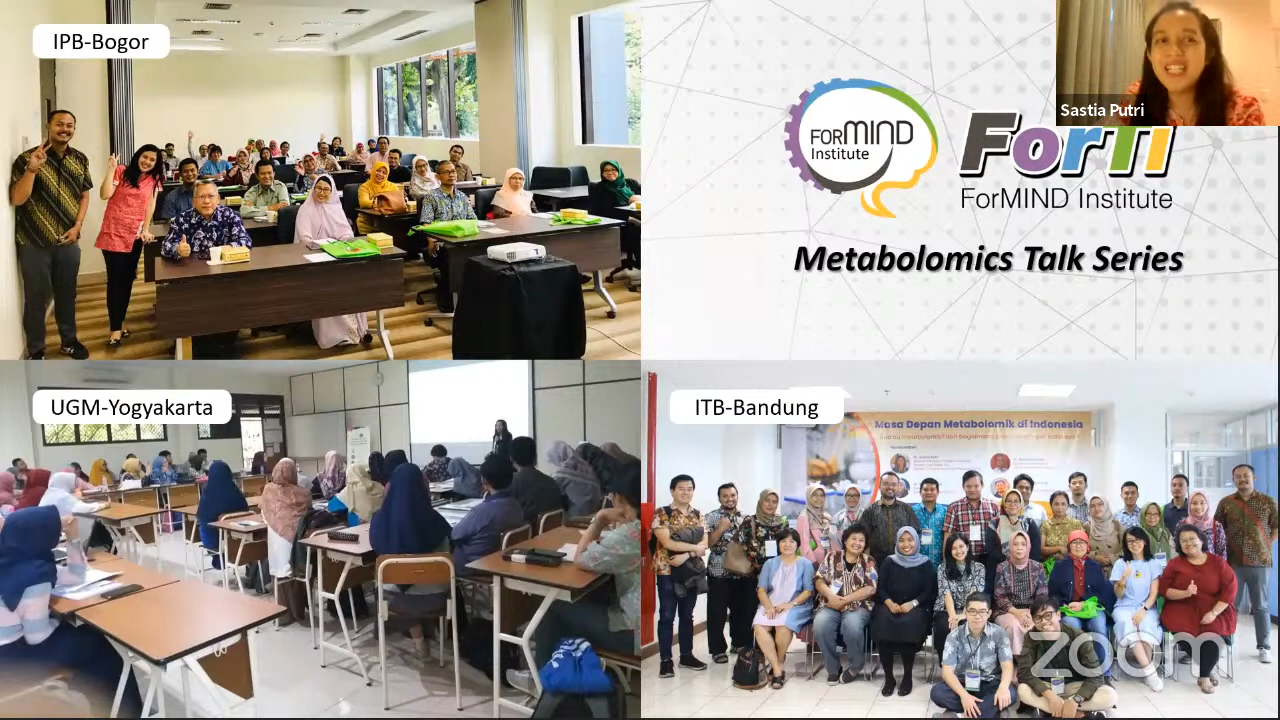 IPB-Bogor
Sastia Putri
FORMIND
Institute
ForTI
ForMIND Institute
Metabolomics Talk Series
UGM-Yogyakarta
ITB-Bandung
Masa Depan Metabolomik di Indonesia
zoom